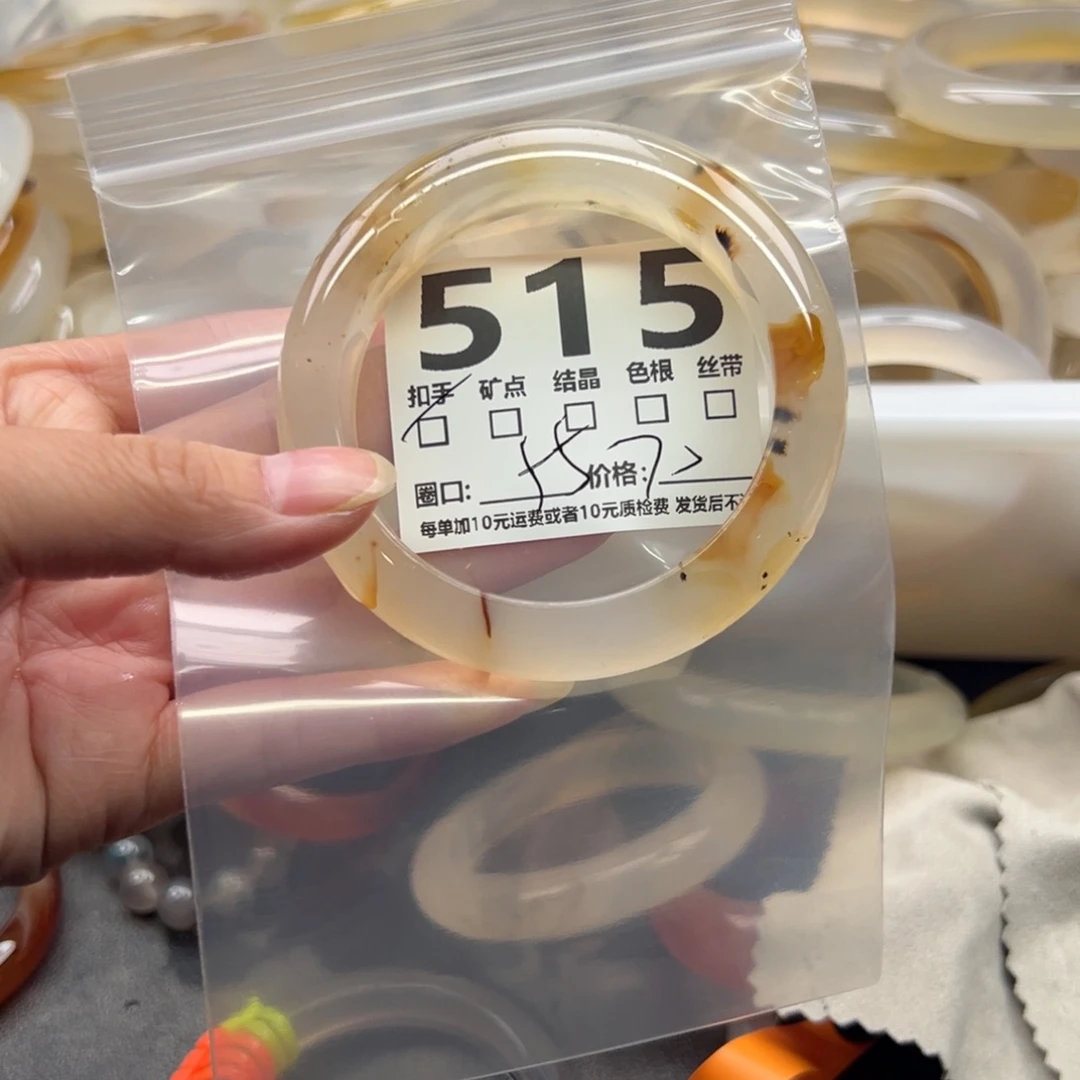 515
扣手 矿点 结晶 色根 丝带
圈口: 价格:
每单加10元运费或者10元质检费 发货后不